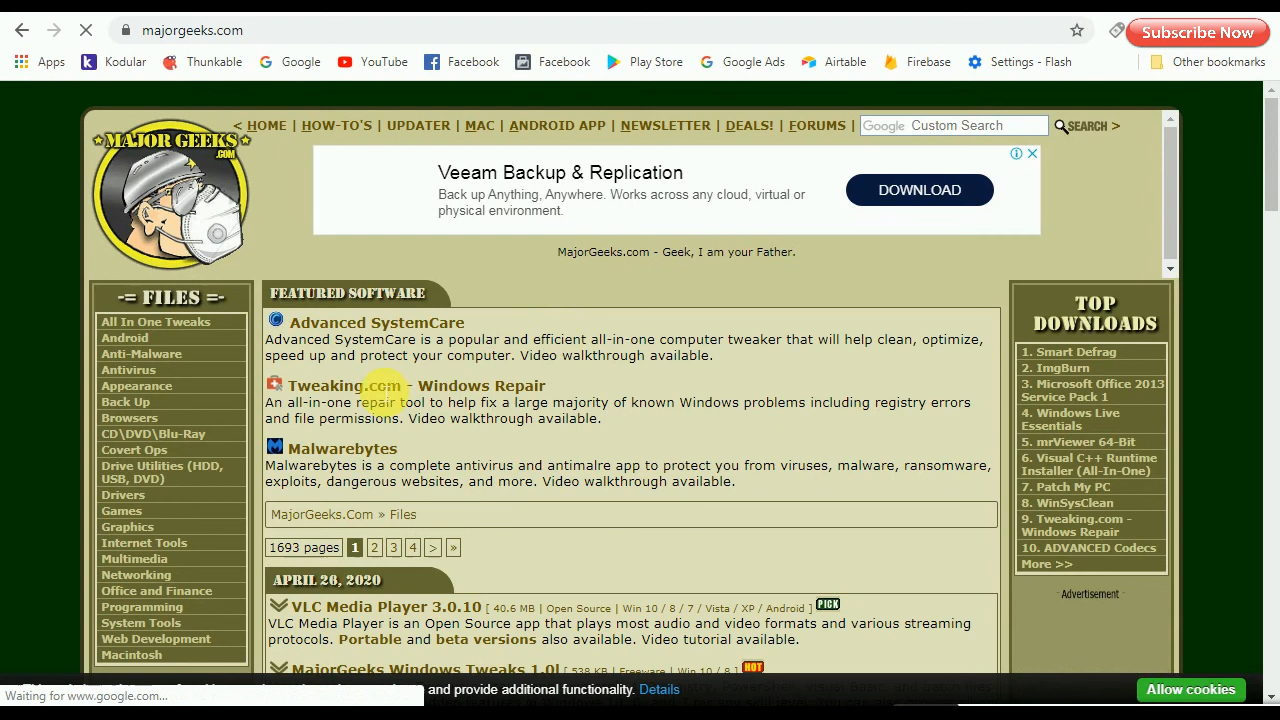 majorgeeks.com
Subscribe Now
Apps
Kodular
Thunkable
Google
YouTube
Facebook
Facebook
Play Store
Google Ads
Airtable
Firebase
Settings - Flash
Other bookmarks
MAJOR GEEKS
.COM
< HOME | HOW-TO'S | UPDATER | MAC | ANDROID APP | NEWSLETTER | DEALS! | FORUMS | Google Custom Search SEARCH >
Veeam Backup & Replication
Back up Anything, Anywhere. Works across any cloud, virtual or
physical environment.
DOWNLOAD
MajorGeeks.com - Geek, I am your Father.
-= FILES =-
All In One Tweaks
Android
Anti-Malware
Antivirus
Appearance
Back Up
Browsers
CD\DVD\Blu-Ray
Covert Ops
Drive Utilities (HDD,
USB, DVD)
Drivers
Games
Graphics
Internet Tools
Multimedia
Networking
Office and Finance
Programming
System Tools
Web Development
Macintosh
FEATURED SOFTWARE
Advanced SystemCare
Advanced SystemCare is a popular and efficient all-in-one computer tweaker that will help clean, optimize,
speed up and protect your computer. Video walkthrough available.
Tweaking.com - Windows Repair
An all-in-one repair tool to help fix a large majority of known Windows problems including registry errors
and file permissions. Video walkthrough available.
Malwarebytes
Malwarebytes is a complete antivirus and antimalre app to protect you from viruses, malware, ransomware,
exploits, dangerous websites, and more. Video walkthrough available.
MajorGeeks.Com » Files
1693 pages 1 2 3 4 > »
APRIL 26, 2020
VLC Media Player 3.0.10 [ 40.6 MB | Open Source | Win 10 / 8 / 7 / Vista / XP / Android ] PICK
VLC Media Player is an Open Source app that plays most audio and video formats and various streaming
protocols. Portable and beta versions also available. Video tutorial available.
MajorGeeks Windows Tweaks 1.0l [ 538 KB | Freeware | Win 10 / 8 ] HOT
TOP
DOWNLOADS
1. Smart Defrag
2. ImgBurn
3. Microsoft Office 2013
Service Pack 1
4. Windows Live
Essentials
5. mrViewer 64-Bit
6. Visual C++ Runtime
Installer (All-In-One)
7. Patch My PC
8. WinSysClean
9. Tweaking.com -
Windows Repair
10. ADVANCED Codecs
More >>
- Advertisement -
and provide additional functionality. Details
Allow cookies
Waiting for www.google.com...